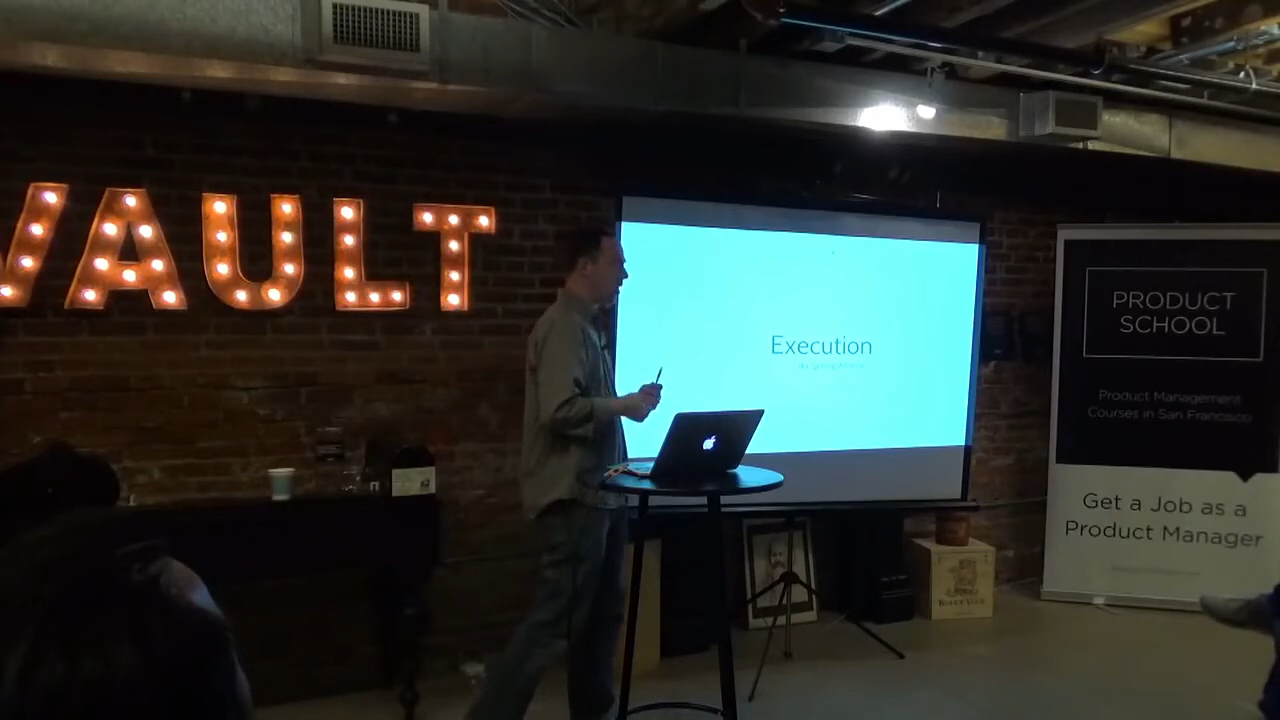 VAULT
Execution
PRODUCT
SCHOOL
Product Management
Courses in San Francisco
Get a Job as a
Product Manager